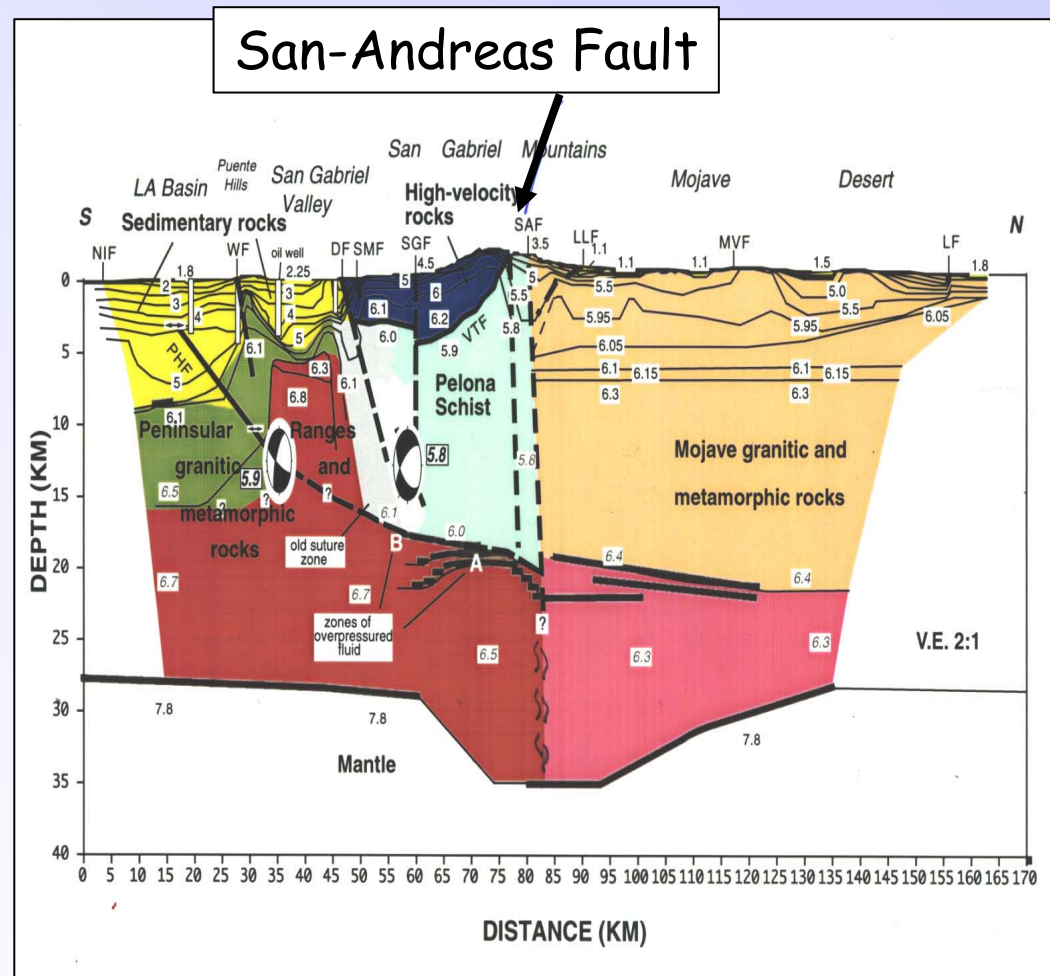 San-Andreas Fault
San Gabriel Mountains
Puente
Hills
LA Basin
San Gabriel
Valley
Mojave Desert
High-velocity
rocks
S
Sedimentary rocks
N
NIF
WF
oil well
DF SMF
SGF
SAF
LLF
MVF
LF
1.8
2.25
4.5
3.5
1.1
1.1
1.1
1.5
1.8
2
3
4
3
4
5
5
6
6.1
6.2
6.0
5.9
VTF
5
5.5
5.8
5.5
5.0
5.5
5.95
5.95
6.05
6.05
6.1
6.15
6.1
6.15
6.3
6.3
PHF
5
6.1
6.1
6.3
6.8
6.1
Pelona
Schist
Peninsular Ranges
granitic and
metamorphic
rocks
5.9
5.8
5.8
Mojave granitic and
metamorphic rocks
6.5
?
?
?
6.1
6.0
old suture
zone
B
A
6.7
6.7
6.4
6.4
zones of
overpressured
fluid
?
6.5
6.3
6.3
V.E. 2:1
7.8
7.8
7.8
Mantle
DEPTH (KM)
0
5
10
15
20
25
30
35
40
0 5 10 15 20 25 30 35 40 45 50 55 60 65 70 75 80 85 90 95 100 105 110 115 120 125 130 135 140 145 150 155 160 165 170
DISTANCE (KM)